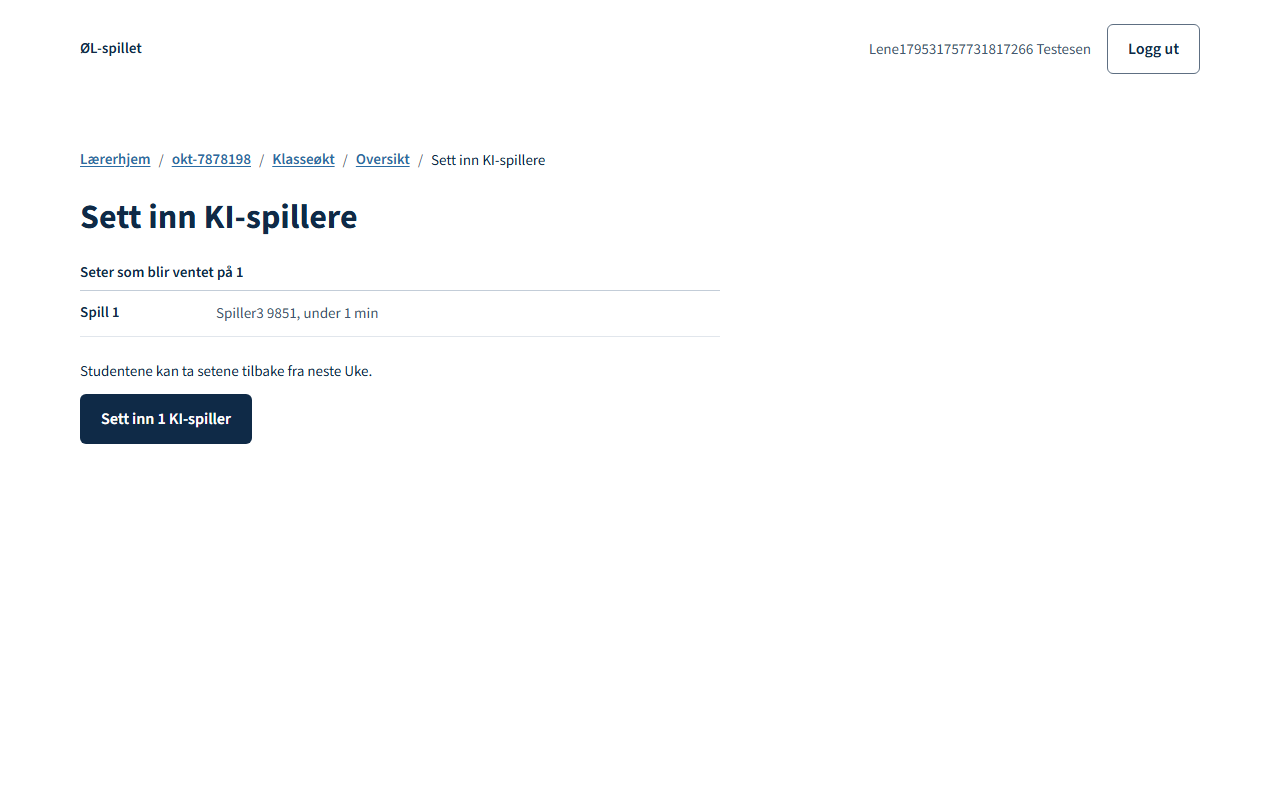 ØL-spillet
Lene179531757731817266 Testesen
Logg ut
Lærerhjem / okt-7878198 / Klasseøkt / Oversikt / Sett inn KI-spillere
Sett inn KI-spillere
Seter som blir ventet på 1
Spill 1 Spiller3 9851, under 1 min
Studentene kan ta setene tilbake fra neste Uke.
Sett inn 1 KI-spiller